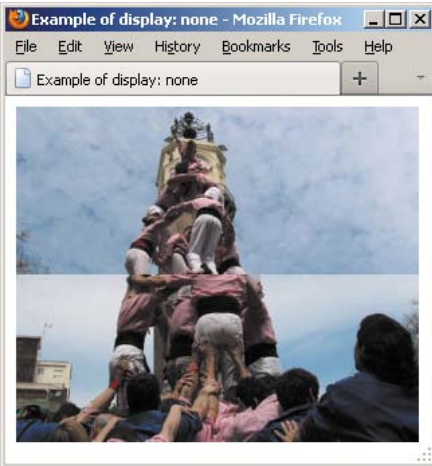 Example of display: none - Mozilla Firefox
File Edit View History Bookmarks Tools Help
Example of display: none